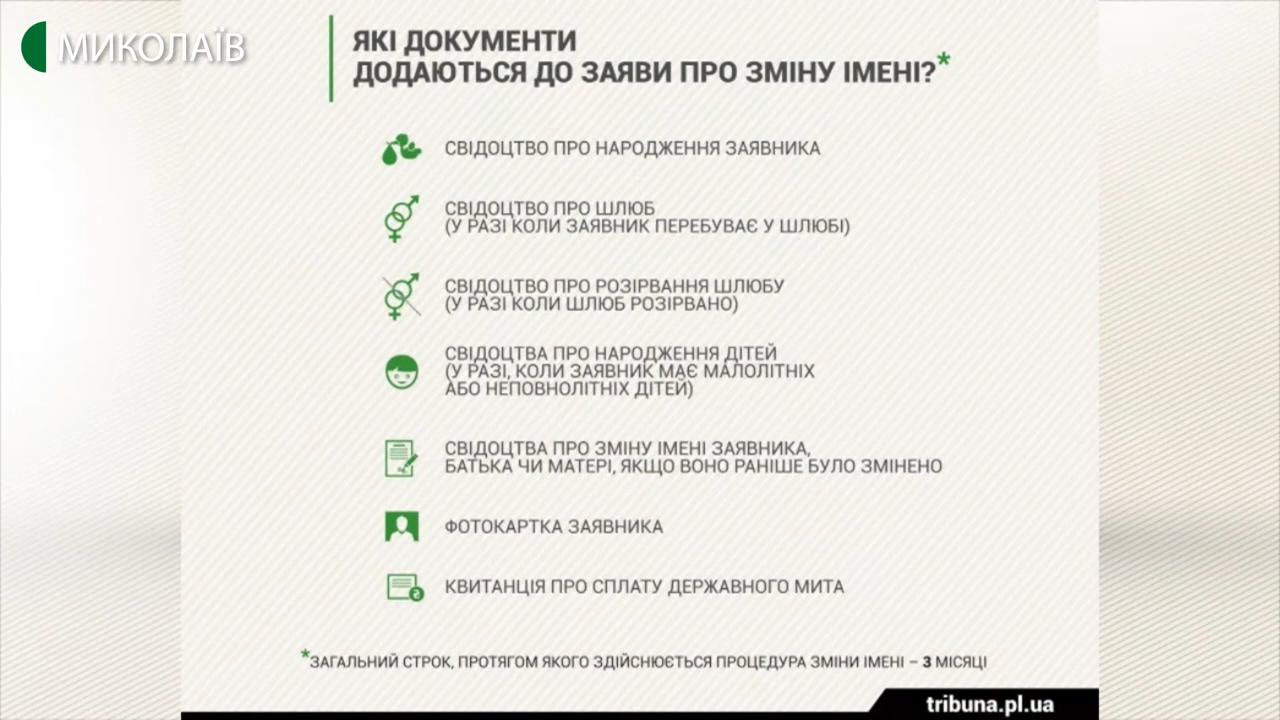 МИКОЛАЇВ
ЯКІ ДОКУМЕНТИ
ДОДАЮТЬСЯ ДО ЗАЯВИ ПРО ЗМІНУ ІМЕНІ?*
СВІДОЦТВО ПРО НАРОДЖЕННЯ ЗАЯВНИКА
СВІДОЦТВО ПРО ШЛЮБ
(У РАЗІ КОЛИ ЗАЯВНИК ПЕРЕБУВАЄ У ШЛЮБІ)
СВІДОЦТВО ПРО РОЗІРВАННЯ ШЛЮБУ
(У РАЗІ КОЛИ ШЛЮБ РОЗІРВАНО)
СВІДОЦТВА ПРО НАРОДЖЕННЯ ДІТЕЙ
(У РАЗІ, КОЛИ ЗАЯВНИК МАЄ МАЛОЛІТНІХ
АБО НЕПОВНОЛІТНІХ ДІТЕЙ)
СВІДОЦТВА ПРО ЗМІНУ ІМЕНІ ЗАЯВНИКА,
БАТЬКА ЧИ МАТЕРІ, ЯКЩО ВОНО РАНІШЕ БУЛО ЗМІНЕНО
ФОТОКАРТКА ЗАЯВНИКА
КВИТАНЦІЯ ПРО СПЛАТУ ДЕРЖАВНОГО МИТА
*ЗАГАЛЬНИЙ СТРОК, ПРОТЯГОМ ЯКОГО ЗДІЙСНЮЄТЬСЯ ПРОЦЕДУРА ЗМІНИ ІМЕНІ – 3 МІСЯЦІ
tribuna.pl.ua